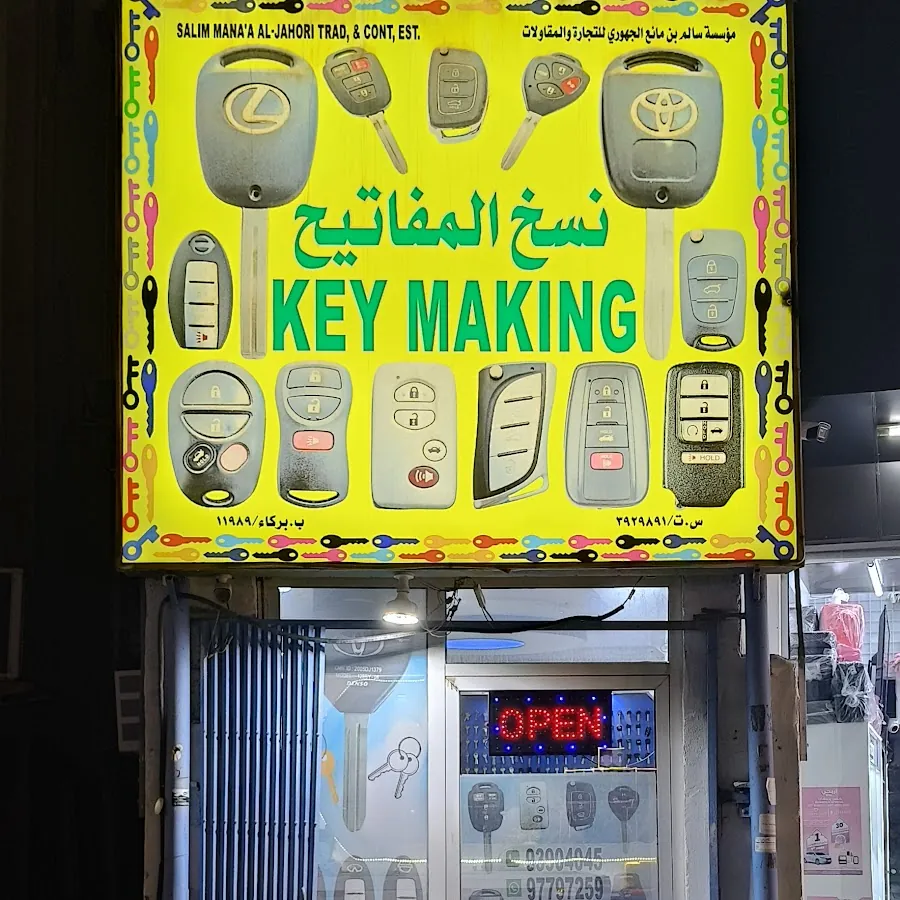 SALIM MANA'A AL-JAHORI TRAD, & CONT, EST.
مؤسسة سالم بن مانع الجهوري للتجارة والمقاولات
نسخ المفاتيح
KEY MAKING
HOLD
ب.بركاء/١١٩٨٩
س.ت/٣٩٢٩٨٩١
DENSO
OPEN
97797259